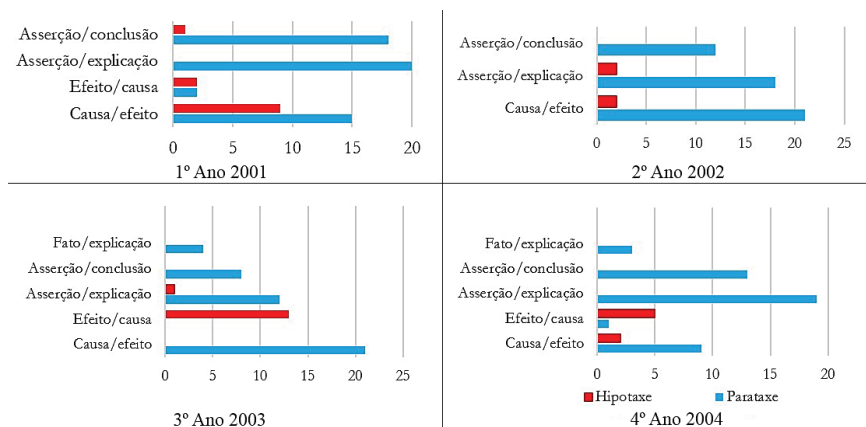 Asserção/conclusão
Asserção/explicação
Efeito/causa
Causa/efeito
0 5 10 15 20
1º Ano 2001
Asserção/conclusão
Asserção/explicação
Causa/efeito
0 5 10 15 20 25
2º Ano 2002
Fato/explicação
Asserção/conclusão
Asserção/explicação
Efeito/causa
Causa/efeito
0 5 10 15 20 25
3º Ano 2003
Fato/explicação
Asserção/conclusão
Asserção/explicação
Efeito/causa
Causa/efeito
0 5 10 15 20
Hipotaxe Parataxe
4º Ano 2004